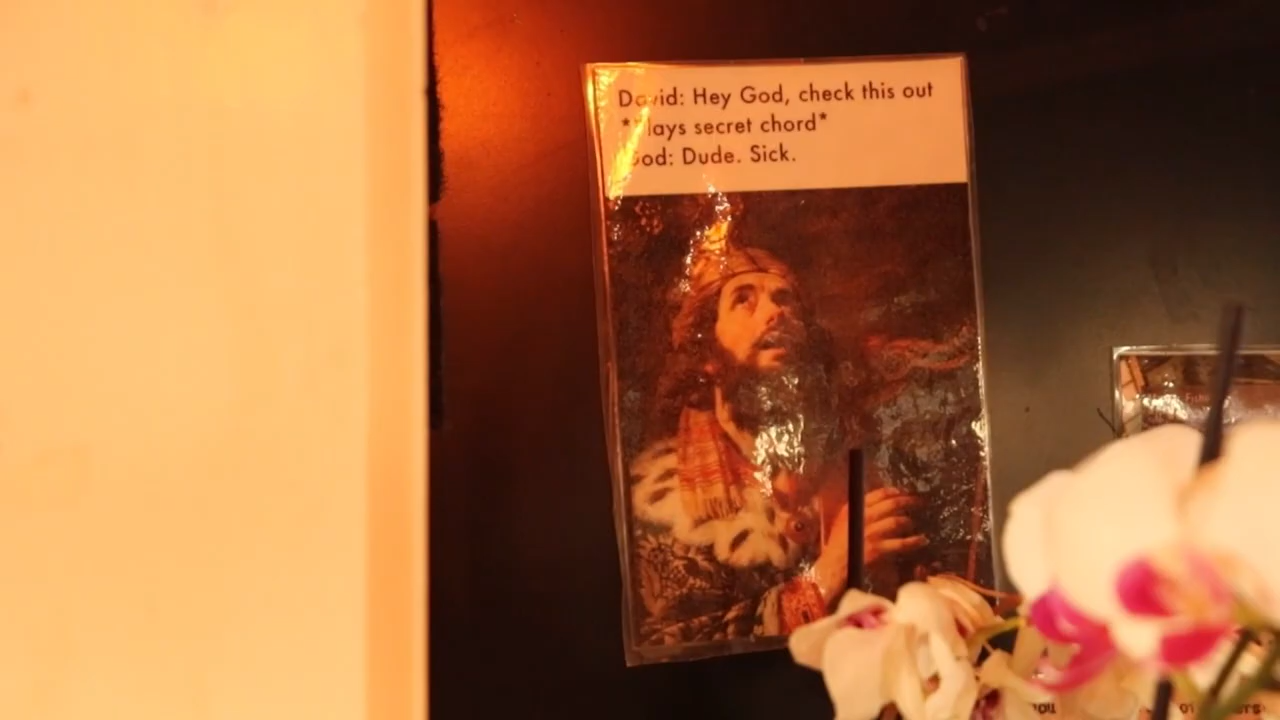 David: Hey God, check this out
*Plays secret chord*
God: Dude. Sick.